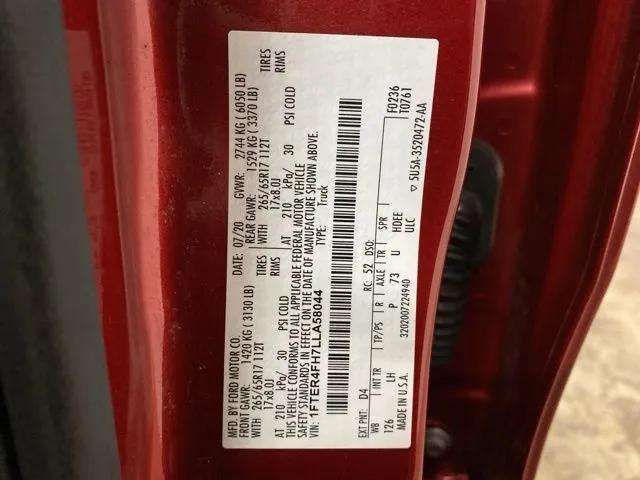 MFD. BY FORD MOTOR CO.
DATE: 07/20 GVWR: 2744 KG ( 6050 LB)
FRONT GAWR: 1420 KG ( 3130 LB) REAR GAWR: 1529 KG ( 3370 LB)
WITH 265/65R17 112T TIRES WITH 265/65R17 112T TIRES
17x8.0J RIMS 17x8.0J RIMS
AT 210 kPa/ 30 PSI COLD AT 210 kPa/ 30 PSI COLD
THIS VEHICLE CONFORMS TO ALL APPLICABLE FEDERAL MOTOR VEHICLE
SAFETY STANDARDS IN EFFECT ON THE DATE OF MANUFACTURE SHOWN ABOVE.
VIN: 1FTER4FH7LLA58044
TYPE: Truck
F0236
T0761
EXT PNT: D4 RC: 52 DSO:
WB INT TR TP/PS R AXLE TR SPR
126 LH P 73 U HDEE
ULC
MADE IN U.S.A. 3202007224940 ▽ 5U5A-3520472-AA